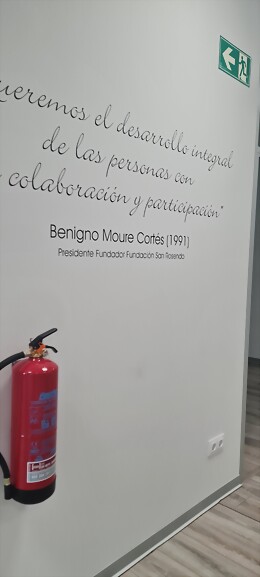 ueremos el desarrollo integral
de las personas con
colaboración y participación"
Benigno Moure Cortés (1991)
Presidente Fundador Fundación San Rosendo